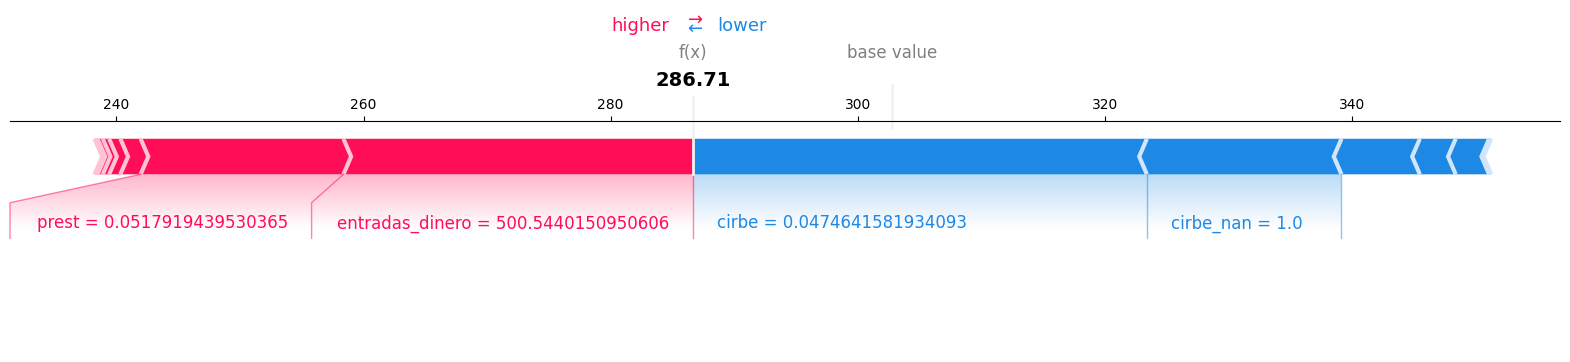 higher ⇄ lower
f(x) base value
286.71
240 260 280 300 320 340
prest = 0.0517919439530365 entradas_dinero = 500.5440150950606 cirbe = 0.0474641581934093 cirbe_nan = 1.0